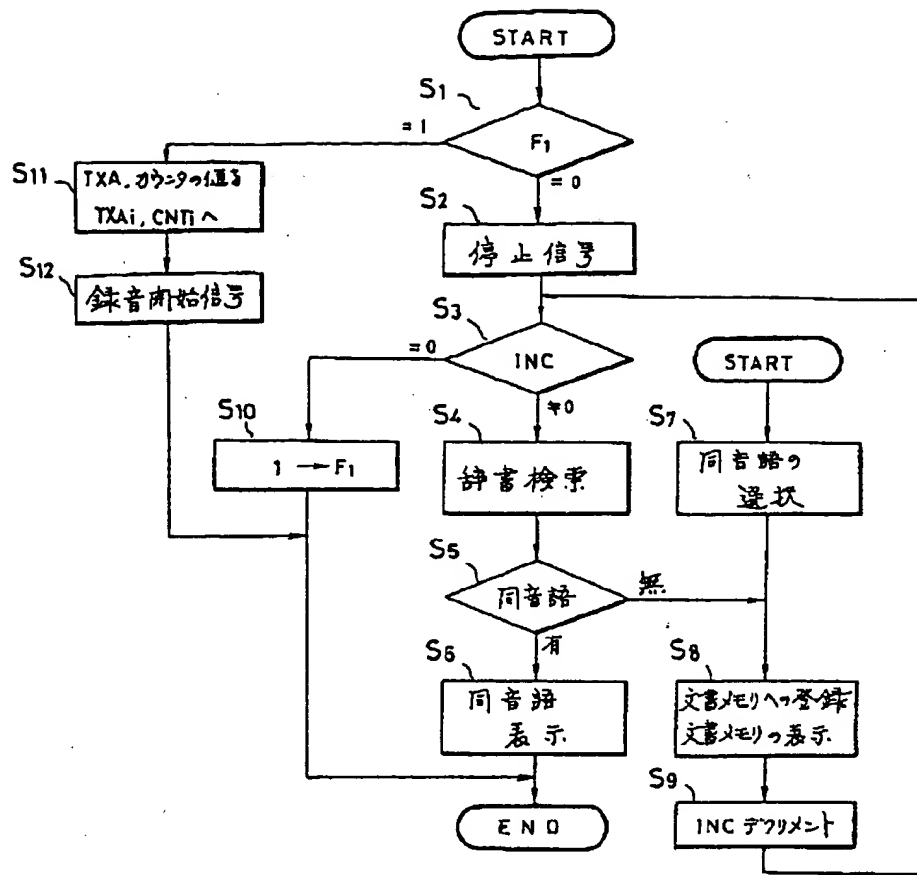 START
S1
F1
=1
=0
S11
TXA,カウンタの値を
TXAi,CNTiへ
S2
停止信号
S12
録音開始信号
S3
INC
=0
≠0
START
S10
1→F1
S4
辞書検索
S7
同音語の
選択
S5
同音語
無
有
S6
同音語
表示
S8
文書メモリへの登録
文書メモリの表示
S9
INCデクリメント
END